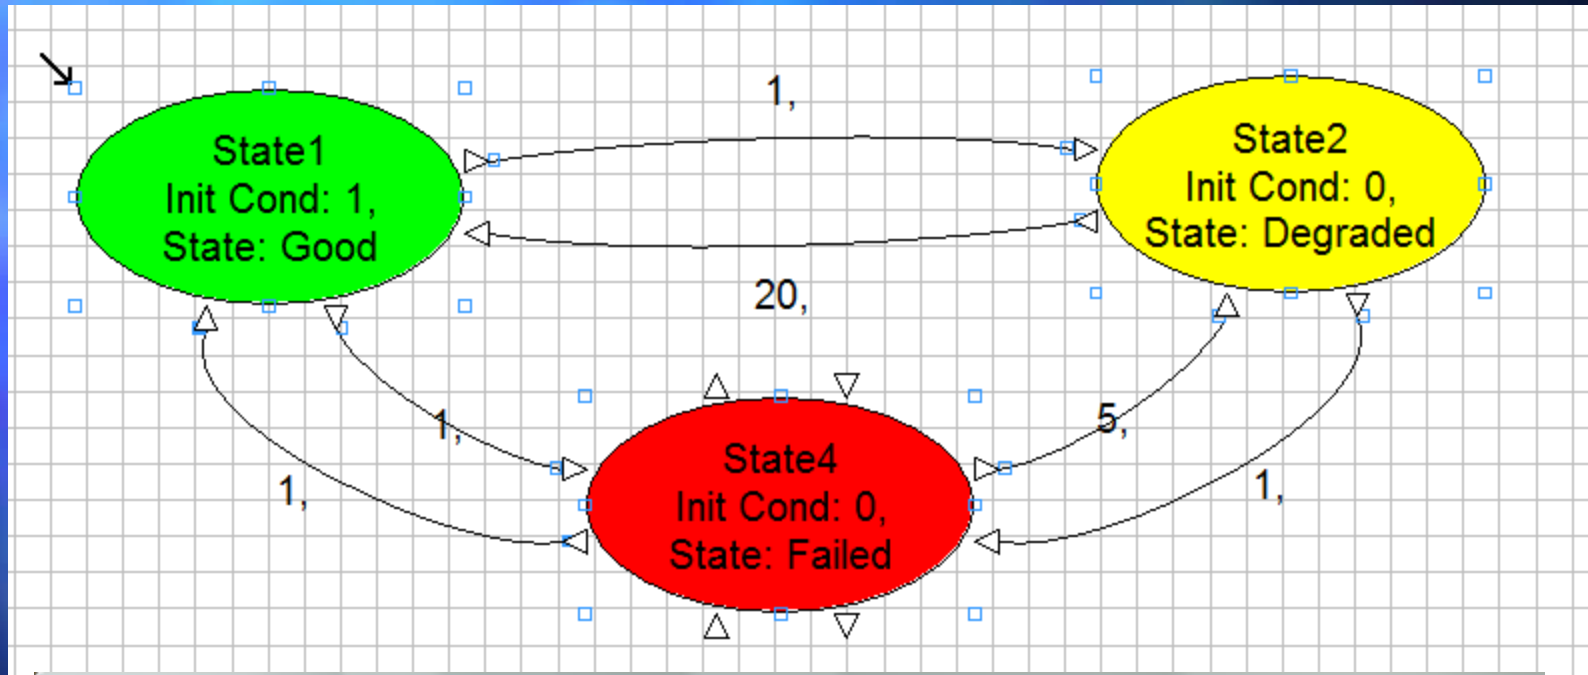 1,
State1
Init Cond: 1,
State: Good
State2
Init Cond: 0,
State: Degraded
20,
1,
5,
1,
1,
State4
Init Cond: 0,
State: Failed